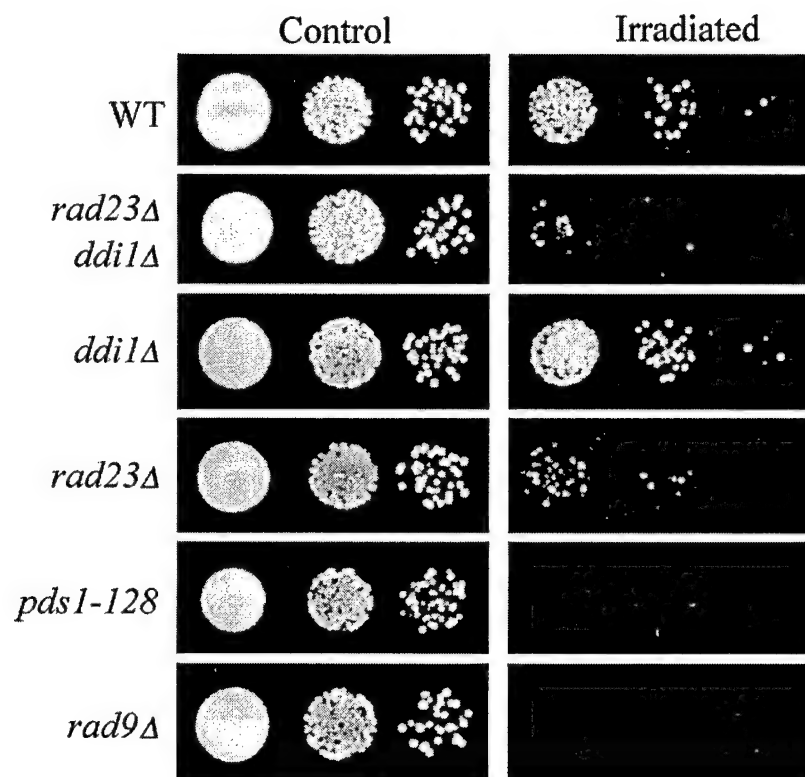 Control Irradiated
WT
rad23Δ
ddi1Δ
ddi1Δ
rad23Δ
pds1-128
rad9Δ